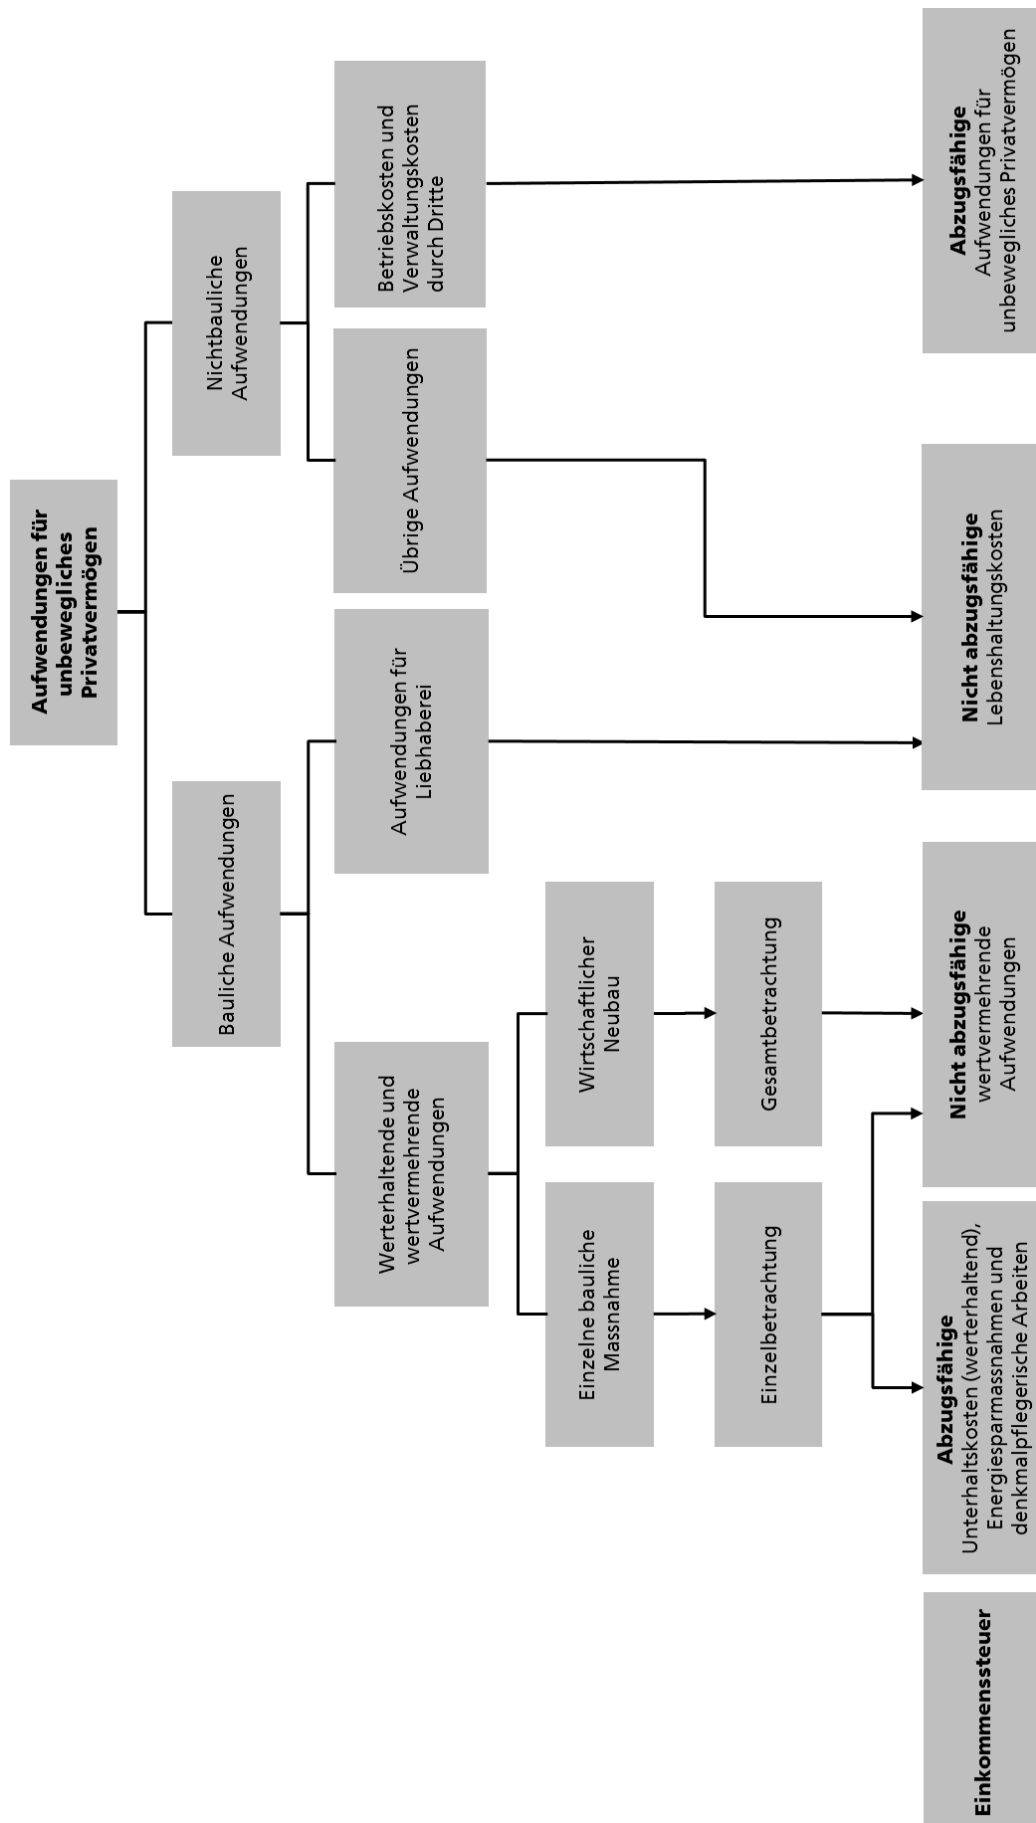 Aufwendungen für
unbewegliches
Privatvermögen
Bauliche Aufwendungen
Nichtbauliche
Aufwendungen
Werterhaltende und
wertvermehrende
Aufwendungen
Aufwendungen für
Liebhaberei
Übrige Aufwendungen
Betriebskosten und
Verwaltungskosten
durch Dritte
Einzelne bauliche
Massnahme
Wirtschaftlicher
Neubau
Einzelbetrachtung
Gesamtbetrachtung
Einkommenssteuer
Abzugsfähige
Unterhaltskosten (werterhaltend),
Energiesparmassnahmen und
denkmalpflegerische Arbeiten
Nicht abzugsfähige
wertvermehrende
Aufwendungen
Nicht abzugsfähige
Lebenshaltungskosten
Abzugsfähige
Aufwendungen für
unbewegliches Privatvermögen